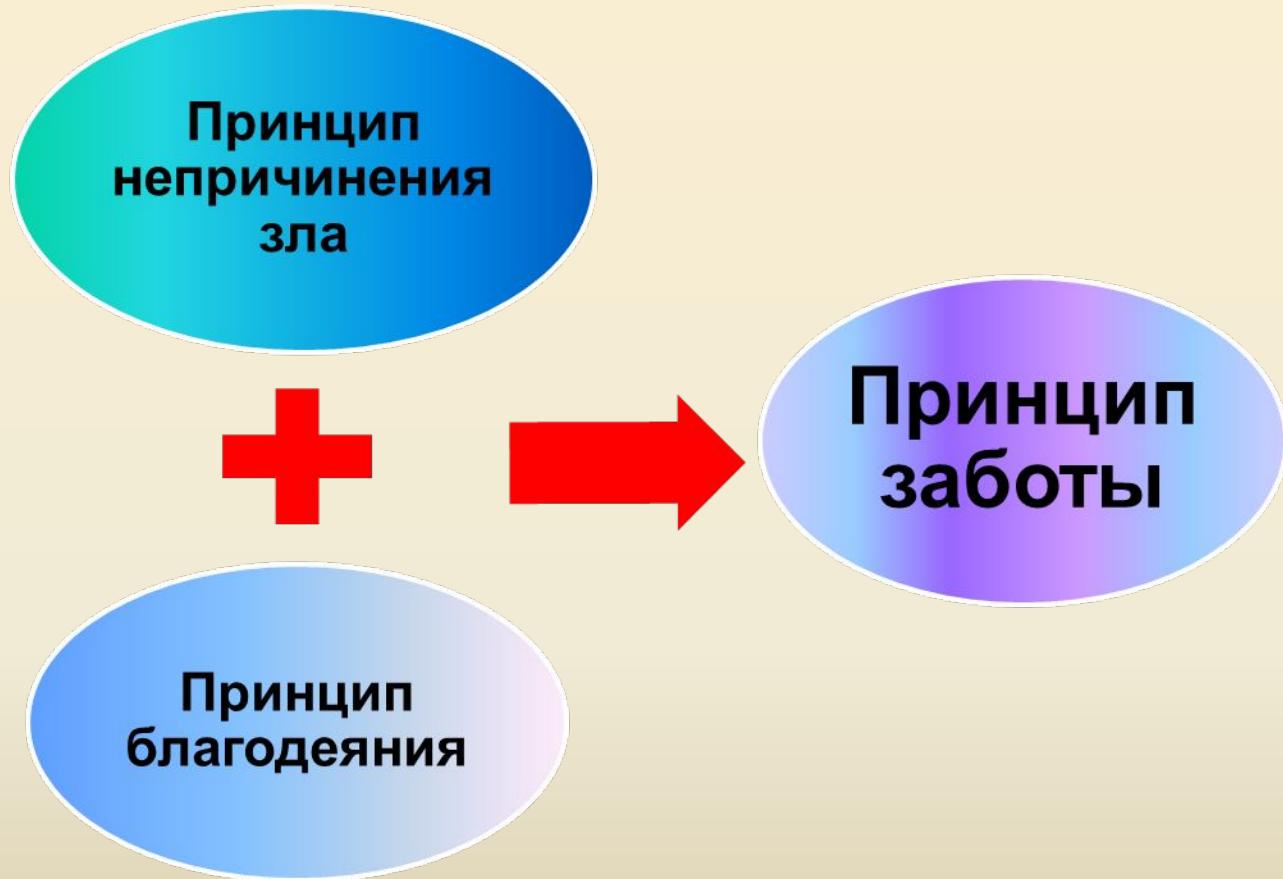 Принцип
непричинения
зла
Принцип
заботы
Принцип
благодеяния